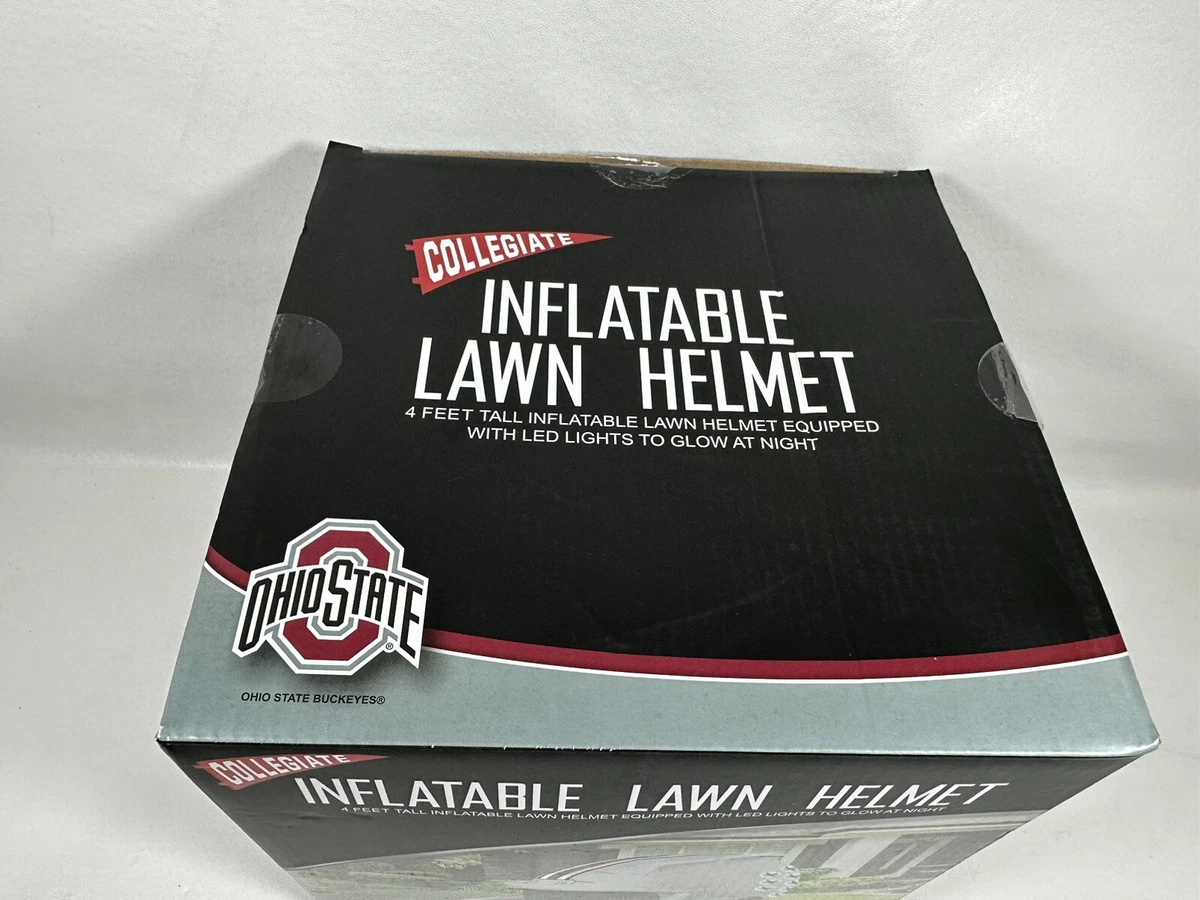 COLLEGIATE
INFLATABLE
LAWN HELMET
4 FEET TALL INFLATABLE LAWN HELMET EQUIPPED
WITH LED LIGHTS TO GLOW AT NIGHT
OHIO STATE
®
OHIO STATE BUCKEYES®
COLLEGIATE
INFLATABLE LAWN HELMET
4 FEET TALL INFLATABLE LAWN HELMET EQUIPPED WITH LED LIGHTS TO GLOW AT NIGHT